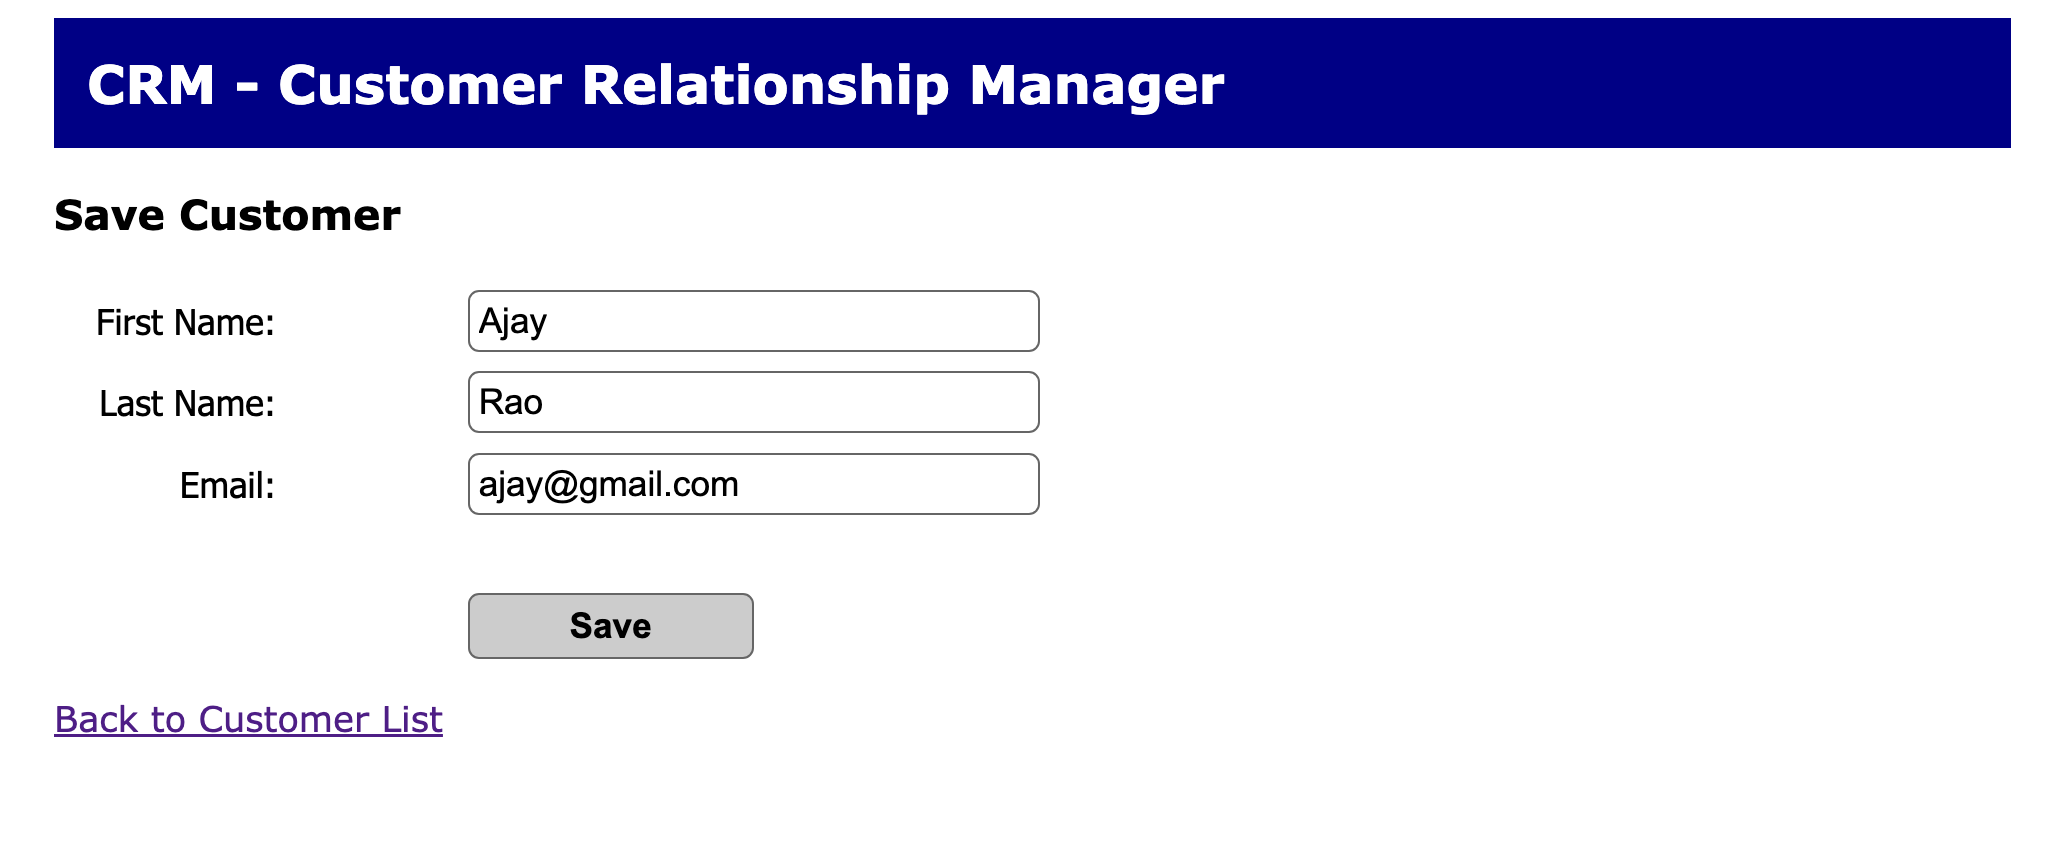 CRM - Customer Relationship Manager
Save Customer
First Name: Ajay
Last Name: Rao
Email: ajay@gmail.com
Save
Back to Customer List